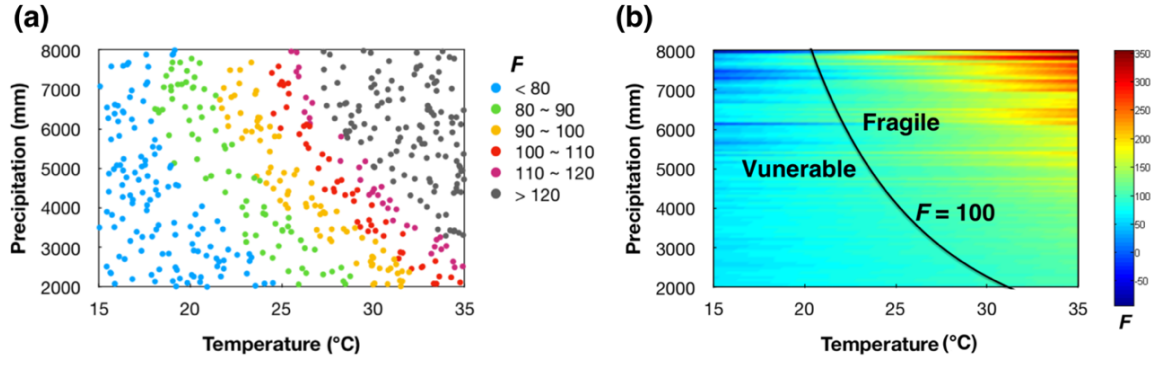 (a)
8000
7000
6000
5000
4000
3000
2000
Precipitation (mm)
15
20
25
30
35
Temperature (°C)
F
< 80
80 ~ 90
90 ~ 100
100 ~ 110
110 ~ 120
> 120
(b)
8000
7000
6000
5000
4000
3000
2000
Precipitation (mm)
Fragile
Vunerable
F = 100
15
20
25
30
35
Temperature (°C)
350
300
250
200
150
100
50
0
-50
F